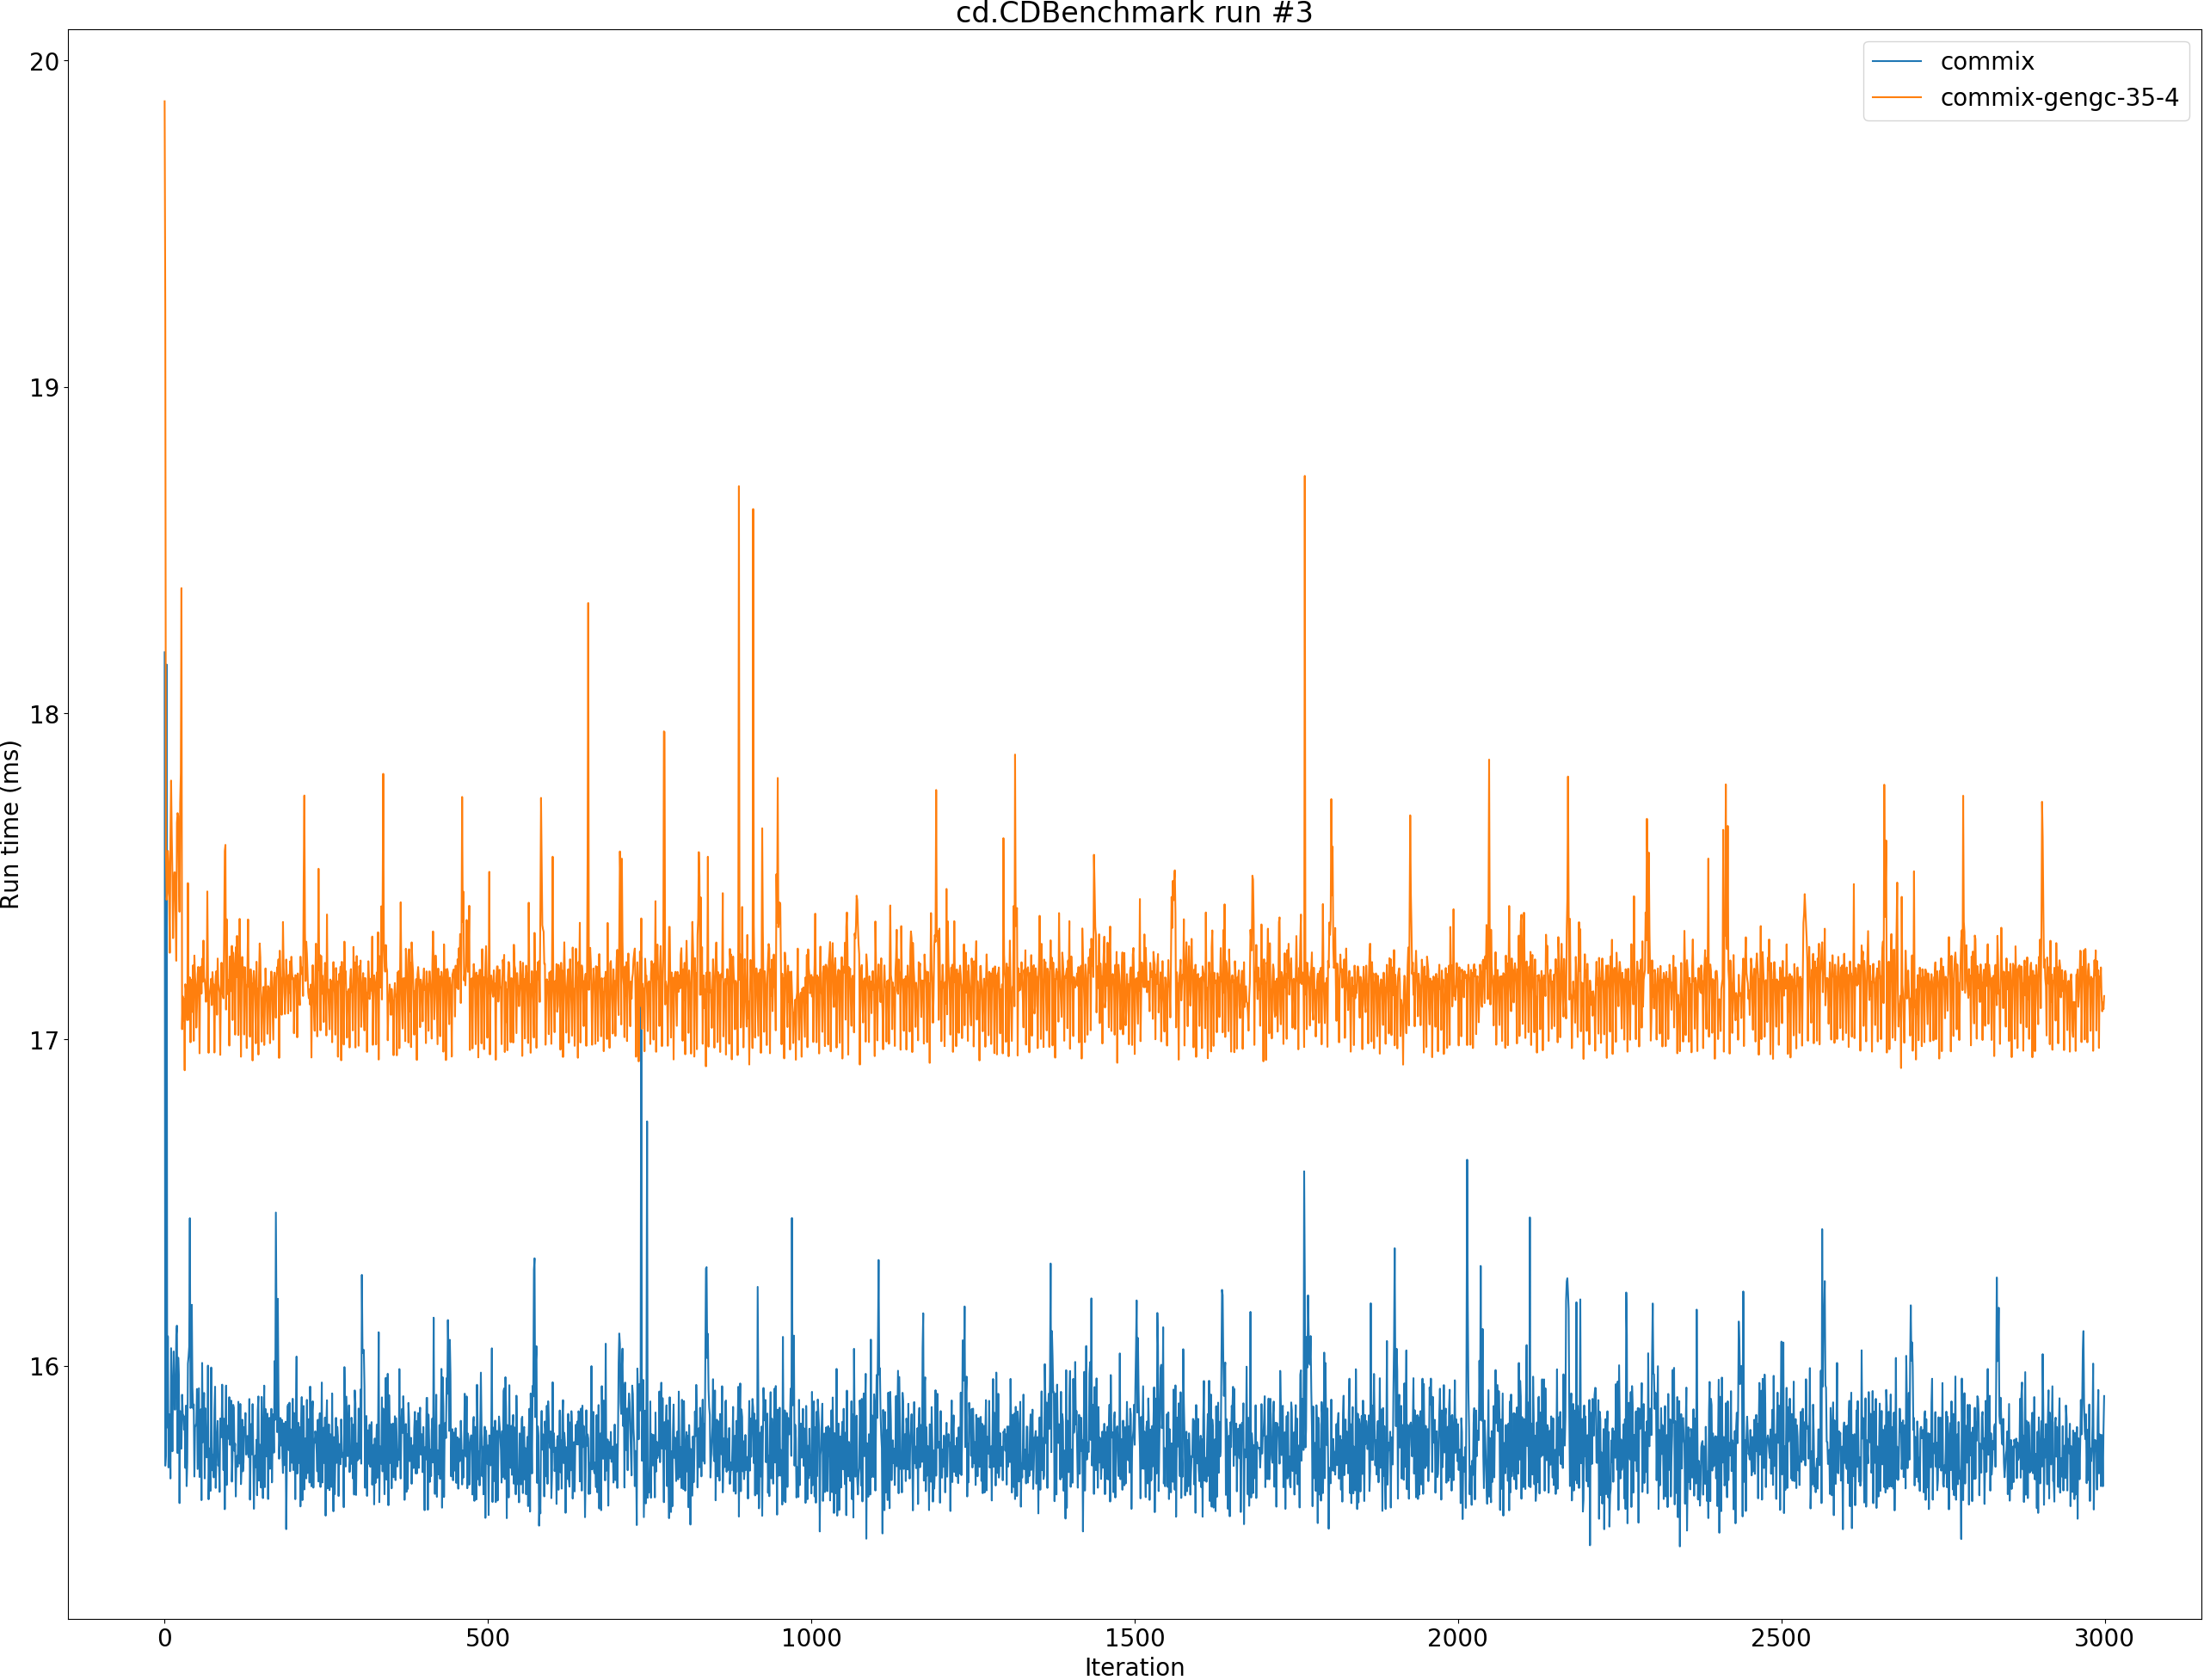 cd.CDBenchmark run #3
commix
commix-gengc-35-4
Run time (ms)
20
19
18
17
16
0 500 1000 1500 2000 2500 3000
Iteration